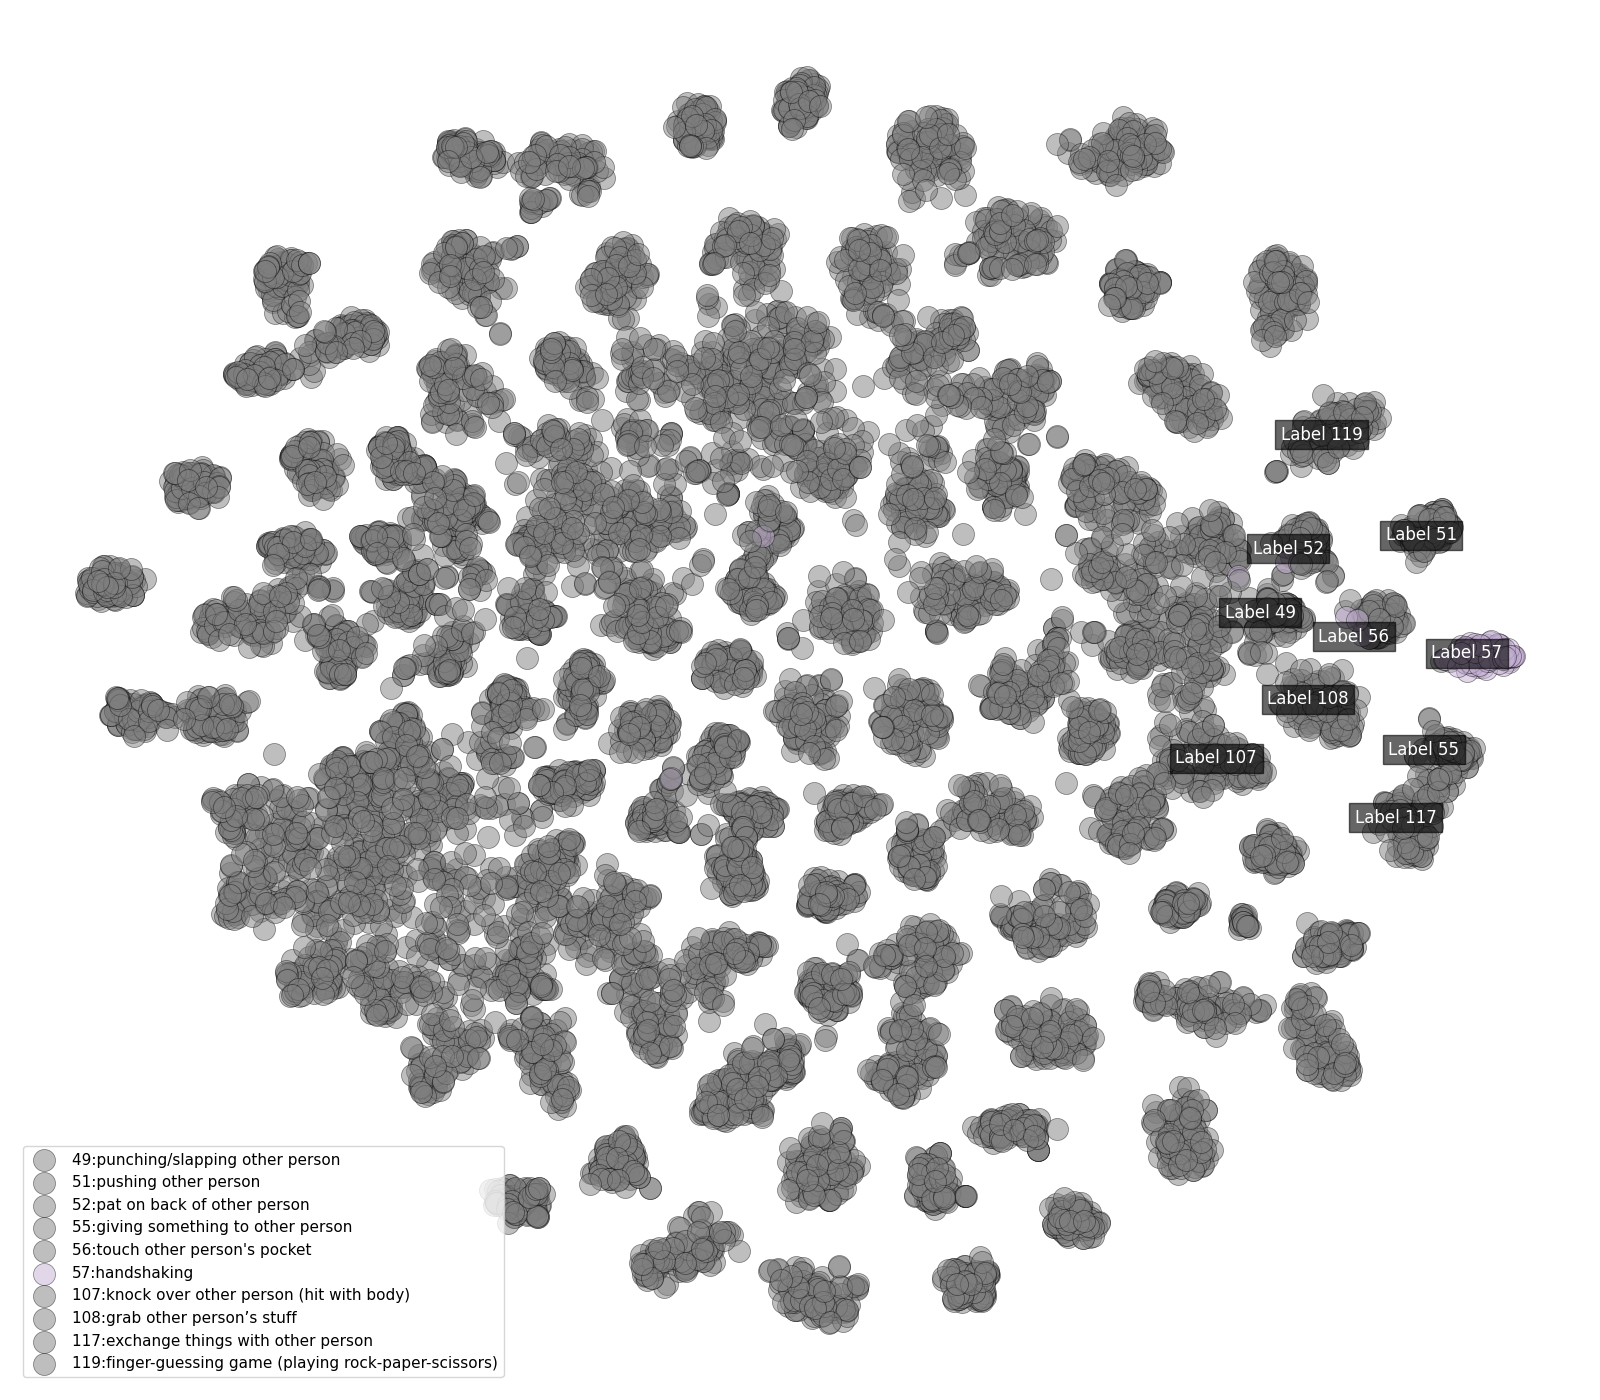 Label 119
Label 51
Label 52
Label 49
Label 56
Label 57
Label 108
Label 55
Label 107
Label 117
49:punching/slapping other person
51:pushing other person
52:pat on back of other person
55:giving something to other person
56:touch other person's pocket
57:handshaking
107:knock over other person (hit with body)
108:grab other person’s stuff
117:exchange things with other person
119:finger-guessing game (playing rock-paper-scissors)